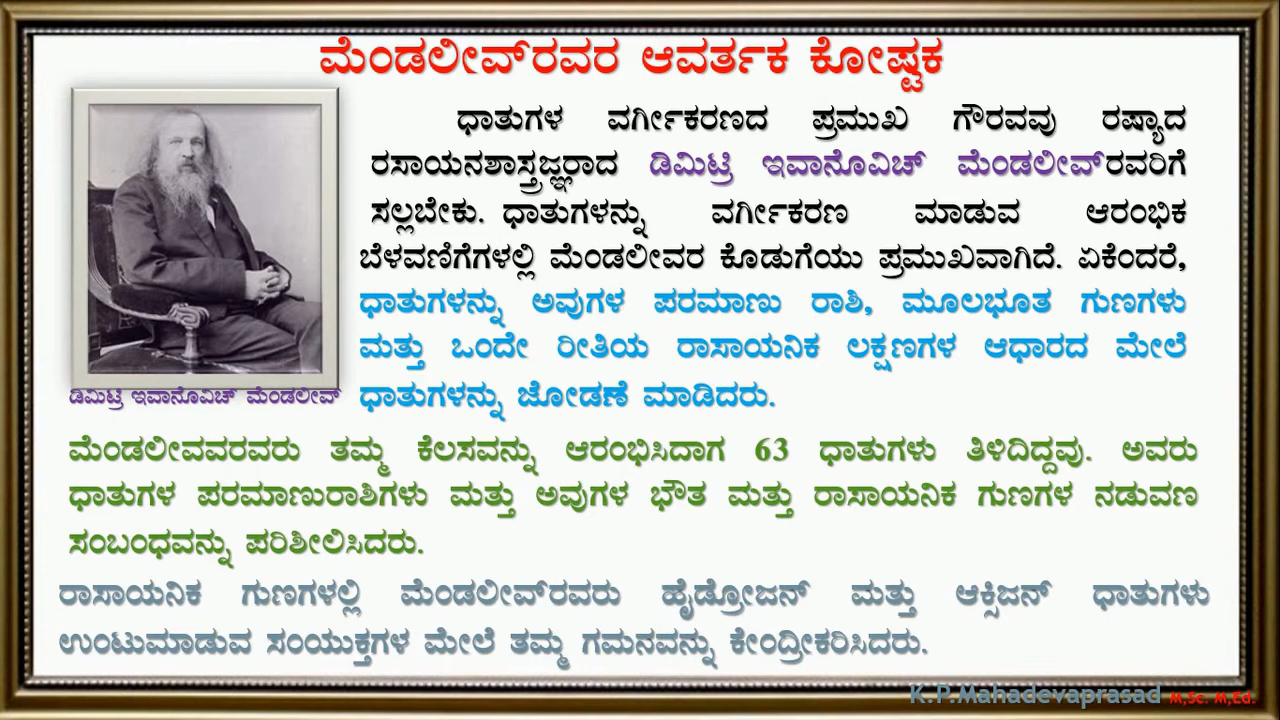 ಮೆಂಡಲೀವ್‌ರವರ ಆವರ್ತಕ ಕೋಷ್ಟಕ
ಧಾತುಗಳ ವರ್ಗೀಕರಣದ ಪ್ರಮುಖ ಗೌರವವು ರಷ್ಯಾದ
ರಸಾಯನಶಾಸ್ತ್ರಜ್ಞರಾದ ಡಿಮಿಟ್ರಿ ಇವಾನೊವಿಚ್ ಮೆಂಡಲೀವ್‌ರವರಿಗೆ
ಸಲ್ಲಬೇಕು. ಧಾತುಗಳನ್ನು ವರ್ಗೀಕರಣ ಮಾಡುವ ಆರಂಭಿಕ
ಬೆಳವಣಿಗೆಗಳಲ್ಲಿ ಮೆಂಡಲೀವರ ಕೊಡುಗೆಯು ಪ್ರಮುಖವಾಗಿದೆ. ಏಕೆಂದರೆ,
ಧಾತುಗಳನ್ನು ಅವುಗಳ ಪರಮಾಣು ರಾಶಿ, ಮೂಲಭೂತ ಗುಣಗಳು
ಮತ್ತು ಒಂದೇ ರೀತಿಯ ರಾಸಾಯನಿಕ ಲಕ್ಷಣಗಳ ಆಧಾರದ ಮೇಲೆ
ಧಾತುಗಳನ್ನು ಜೋಡಣೆ ಮಾಡಿದರು.
ಡಿಮಿಟ್ರಿ ಇವಾನೊವಿಚ್ ಮೆಂಡಲೀವ್
ಮೆಂಡಲೀವವರವರು ತಮ್ಮ ಕೆಲಸವನ್ನು ಆರಂಭಿಸಿದಾಗ 63 ಧಾತುಗಳು ತಿಳಿದಿದ್ದವು. ಅವರು
ಧಾತುಗಳ ಪರಮಾಣುರಾಶಿಗಳು ಮತ್ತು ಅವುಗಳ ಭೌತ ಮತ್ತು ರಾಸಾಯನಿಕ ಗುಣಗಳ ನಡುವಣ
ಸಂಬಂಧವನ್ನು ಪರಿಶೀಲಿಸಿದರು.
ರಾಸಾಯನಿಕ ಗುಣಗಳಲ್ಲಿ ಮೆಂಡಲೀವ್‌ರವರು ಹೈಡ್ರೋಜನ್ ಮತ್ತು ಆಕ್ಸಿಜನ್ ಧಾತುಗಳು
ಉಂಟುಮಾಡುವ ಸಂಯುಕ್ತಗಳ ಮೇಲೆ ತಮ್ಮ ಗಮನವನ್ನು ಕೇಂದ್ರೀಕರಿಸಿದರು.
K.P.Mahadevaprasad M,Sc. M,Ed.